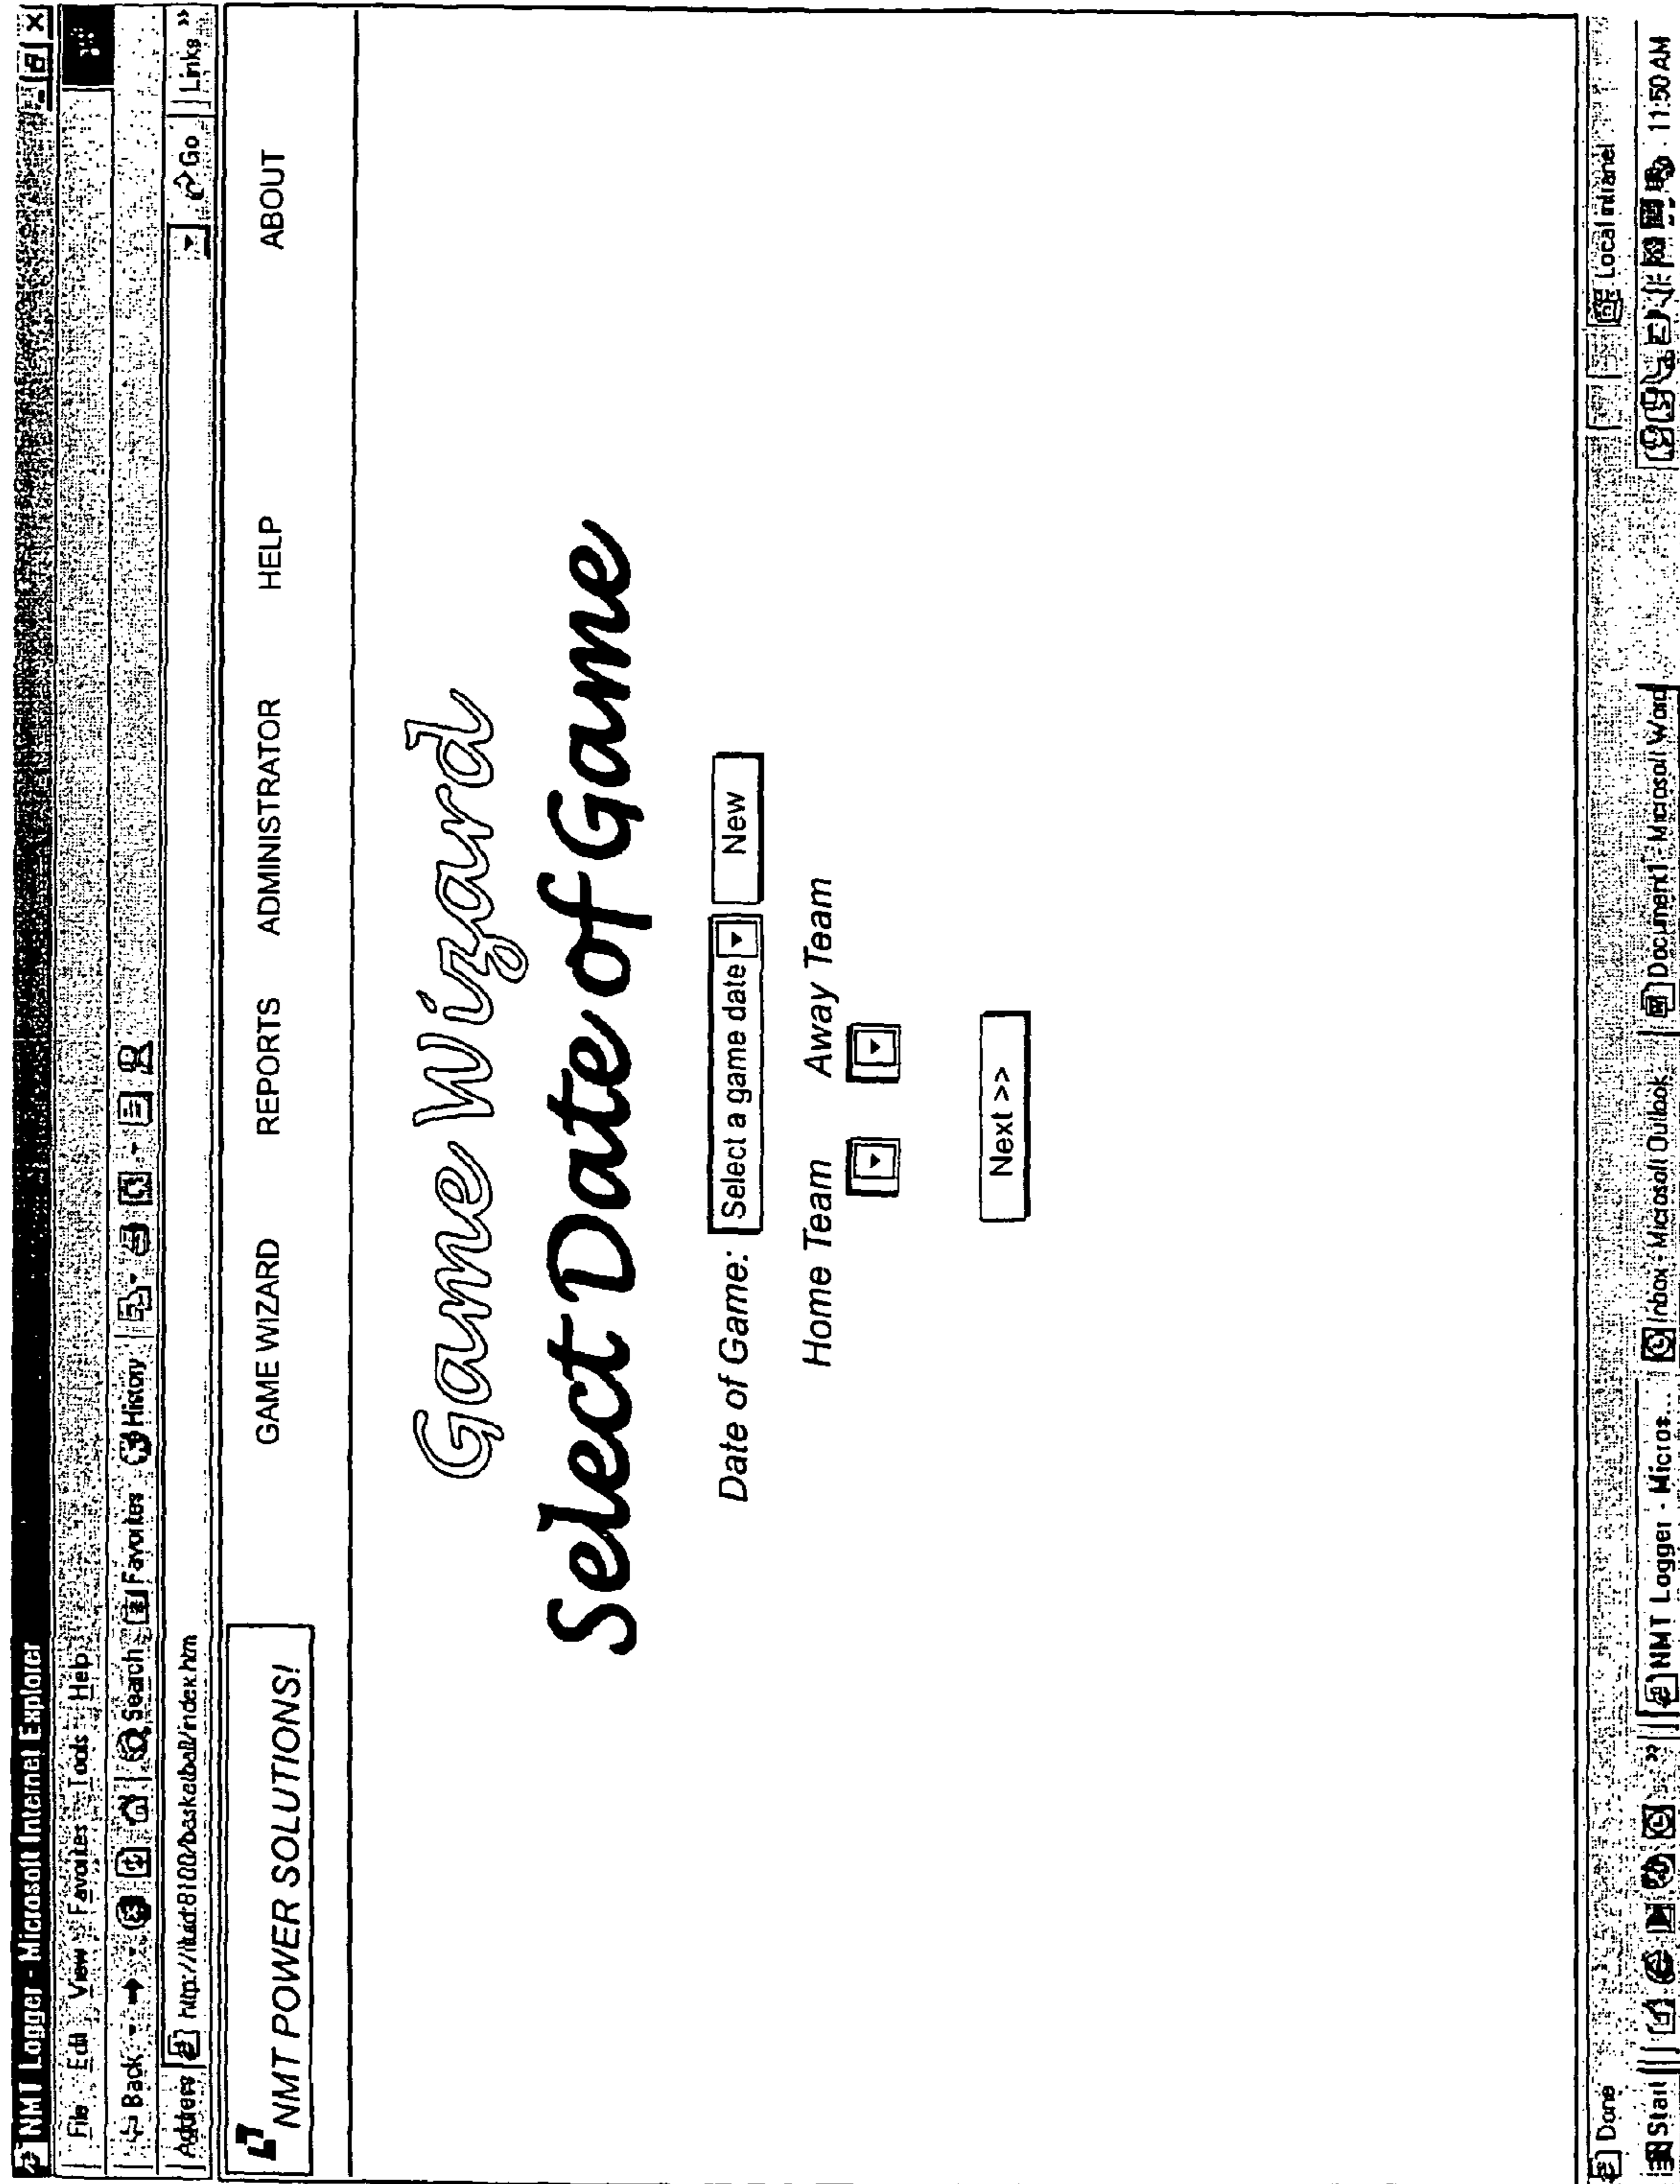 NMT Logger - Microsoft Internet Explorer
File Edit View Favorites Tools Help
Back Search Favorites History
Address Go Links »
NMT POWER SOLUTIONS! GAME WIZARD REPORTS ADMINISTRATOR HELP ABOUT
Game Wizard
Select Date of Game
Date of Game: Select a game date New
Home Team Away Team
Next >>
Done Local intranet
Start » NMT Logger - Micros... Inbox - Microsoft Outlook Document1 - Microsoft Word 11:50 AM